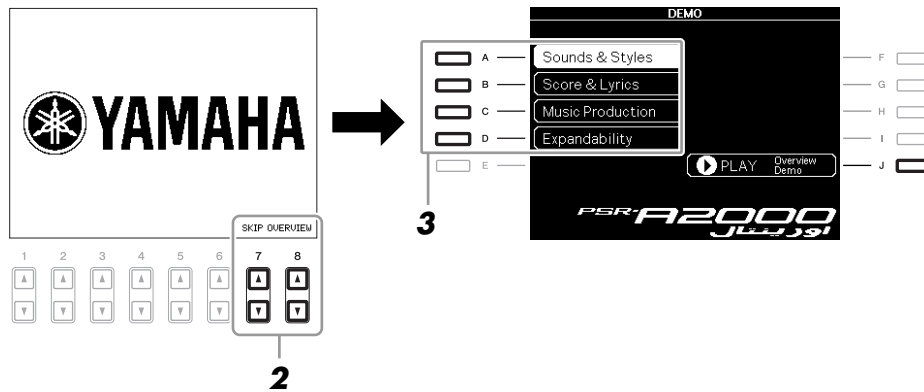 YAMAHA
SKIP OVERVIEW
1 2 3 4 5 6 7 8
2
DEMO
A Sounds & Styles F
B Score & Lyrics G
C Music Production H
D Expandability I
E PLAY Overview Demo J
3
PSR-A2000
اورينتال